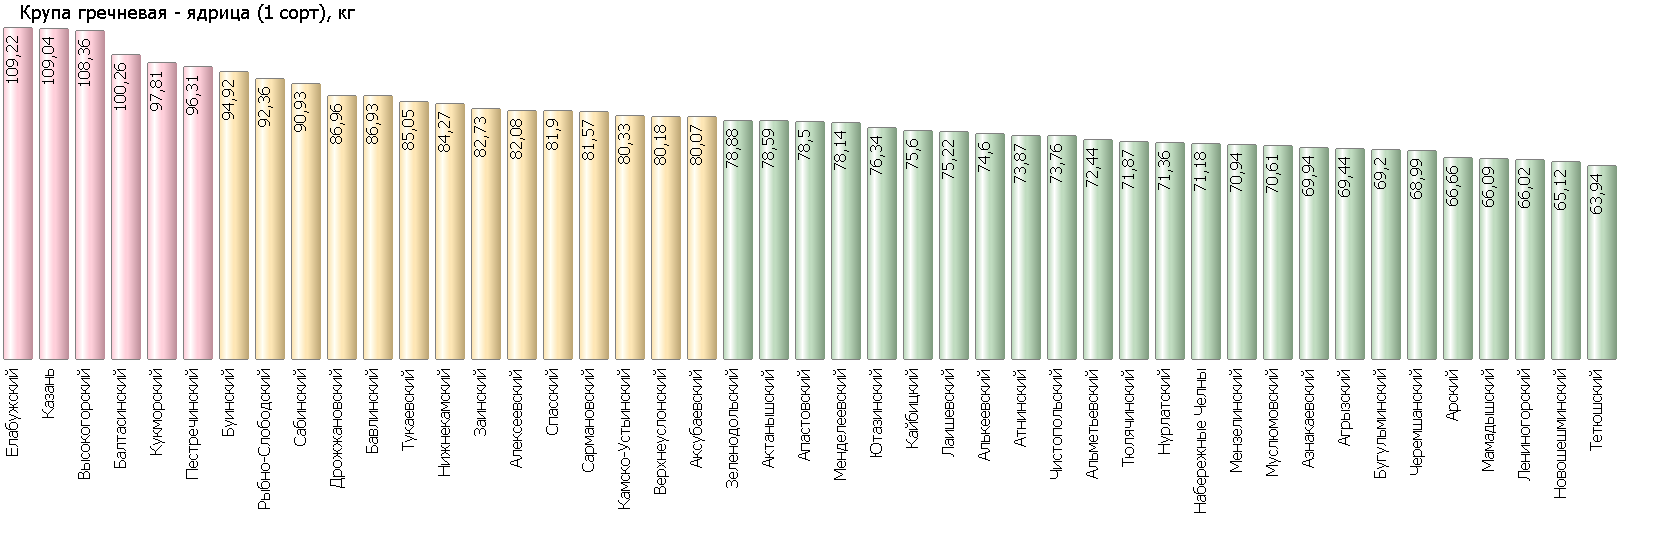 Крупа гречневая - ядрица (1 сорт), кг
109,22
109,04
108,36
100,26
97,81
96,31
94,92
92,36
90,93
86,96
86,93
85,05
84,27
82,73
82,08
81,9
81,57
80,33
80,18
80,07
78,88
78,59
78,5
78,14
76,34
75,6
75,22
74,6
73,87
73,76
72,44
71,87
71,36
71,18
70,94
70,61
69,94
69,44
69,2
68,99
66,66
66,09
66,02
65,12
63,94
Елабужский
Казань
Высокогорский
Балтасинский
Кукморский
Пестречинский
Буинский
Рыбно-Слободский
Сабинский
Дрожжановский
Бавлинский
Тукаевский
Нижнекамский
Заинский
Алексеевский
Спасский
Сармановский
Камско-Устьинский
Верхнеуслонский
Аксубаевский
Зеленодольский
Актанышский
Апастовский
Менделеевский
Ютазинский
Кайбицкий
Лаишевский
Алькеевский
Атнинский
Чистопольский
Альметьевский
Тюлячинский
Нурлатский
Набережные Челны
Мензелинский
Муслюмовский
Азнакаевский
Агрызский
Бугульминский
Черемшанский
Арский
Мамадышский
Лениногорский
Новошешминский
Тетюшский